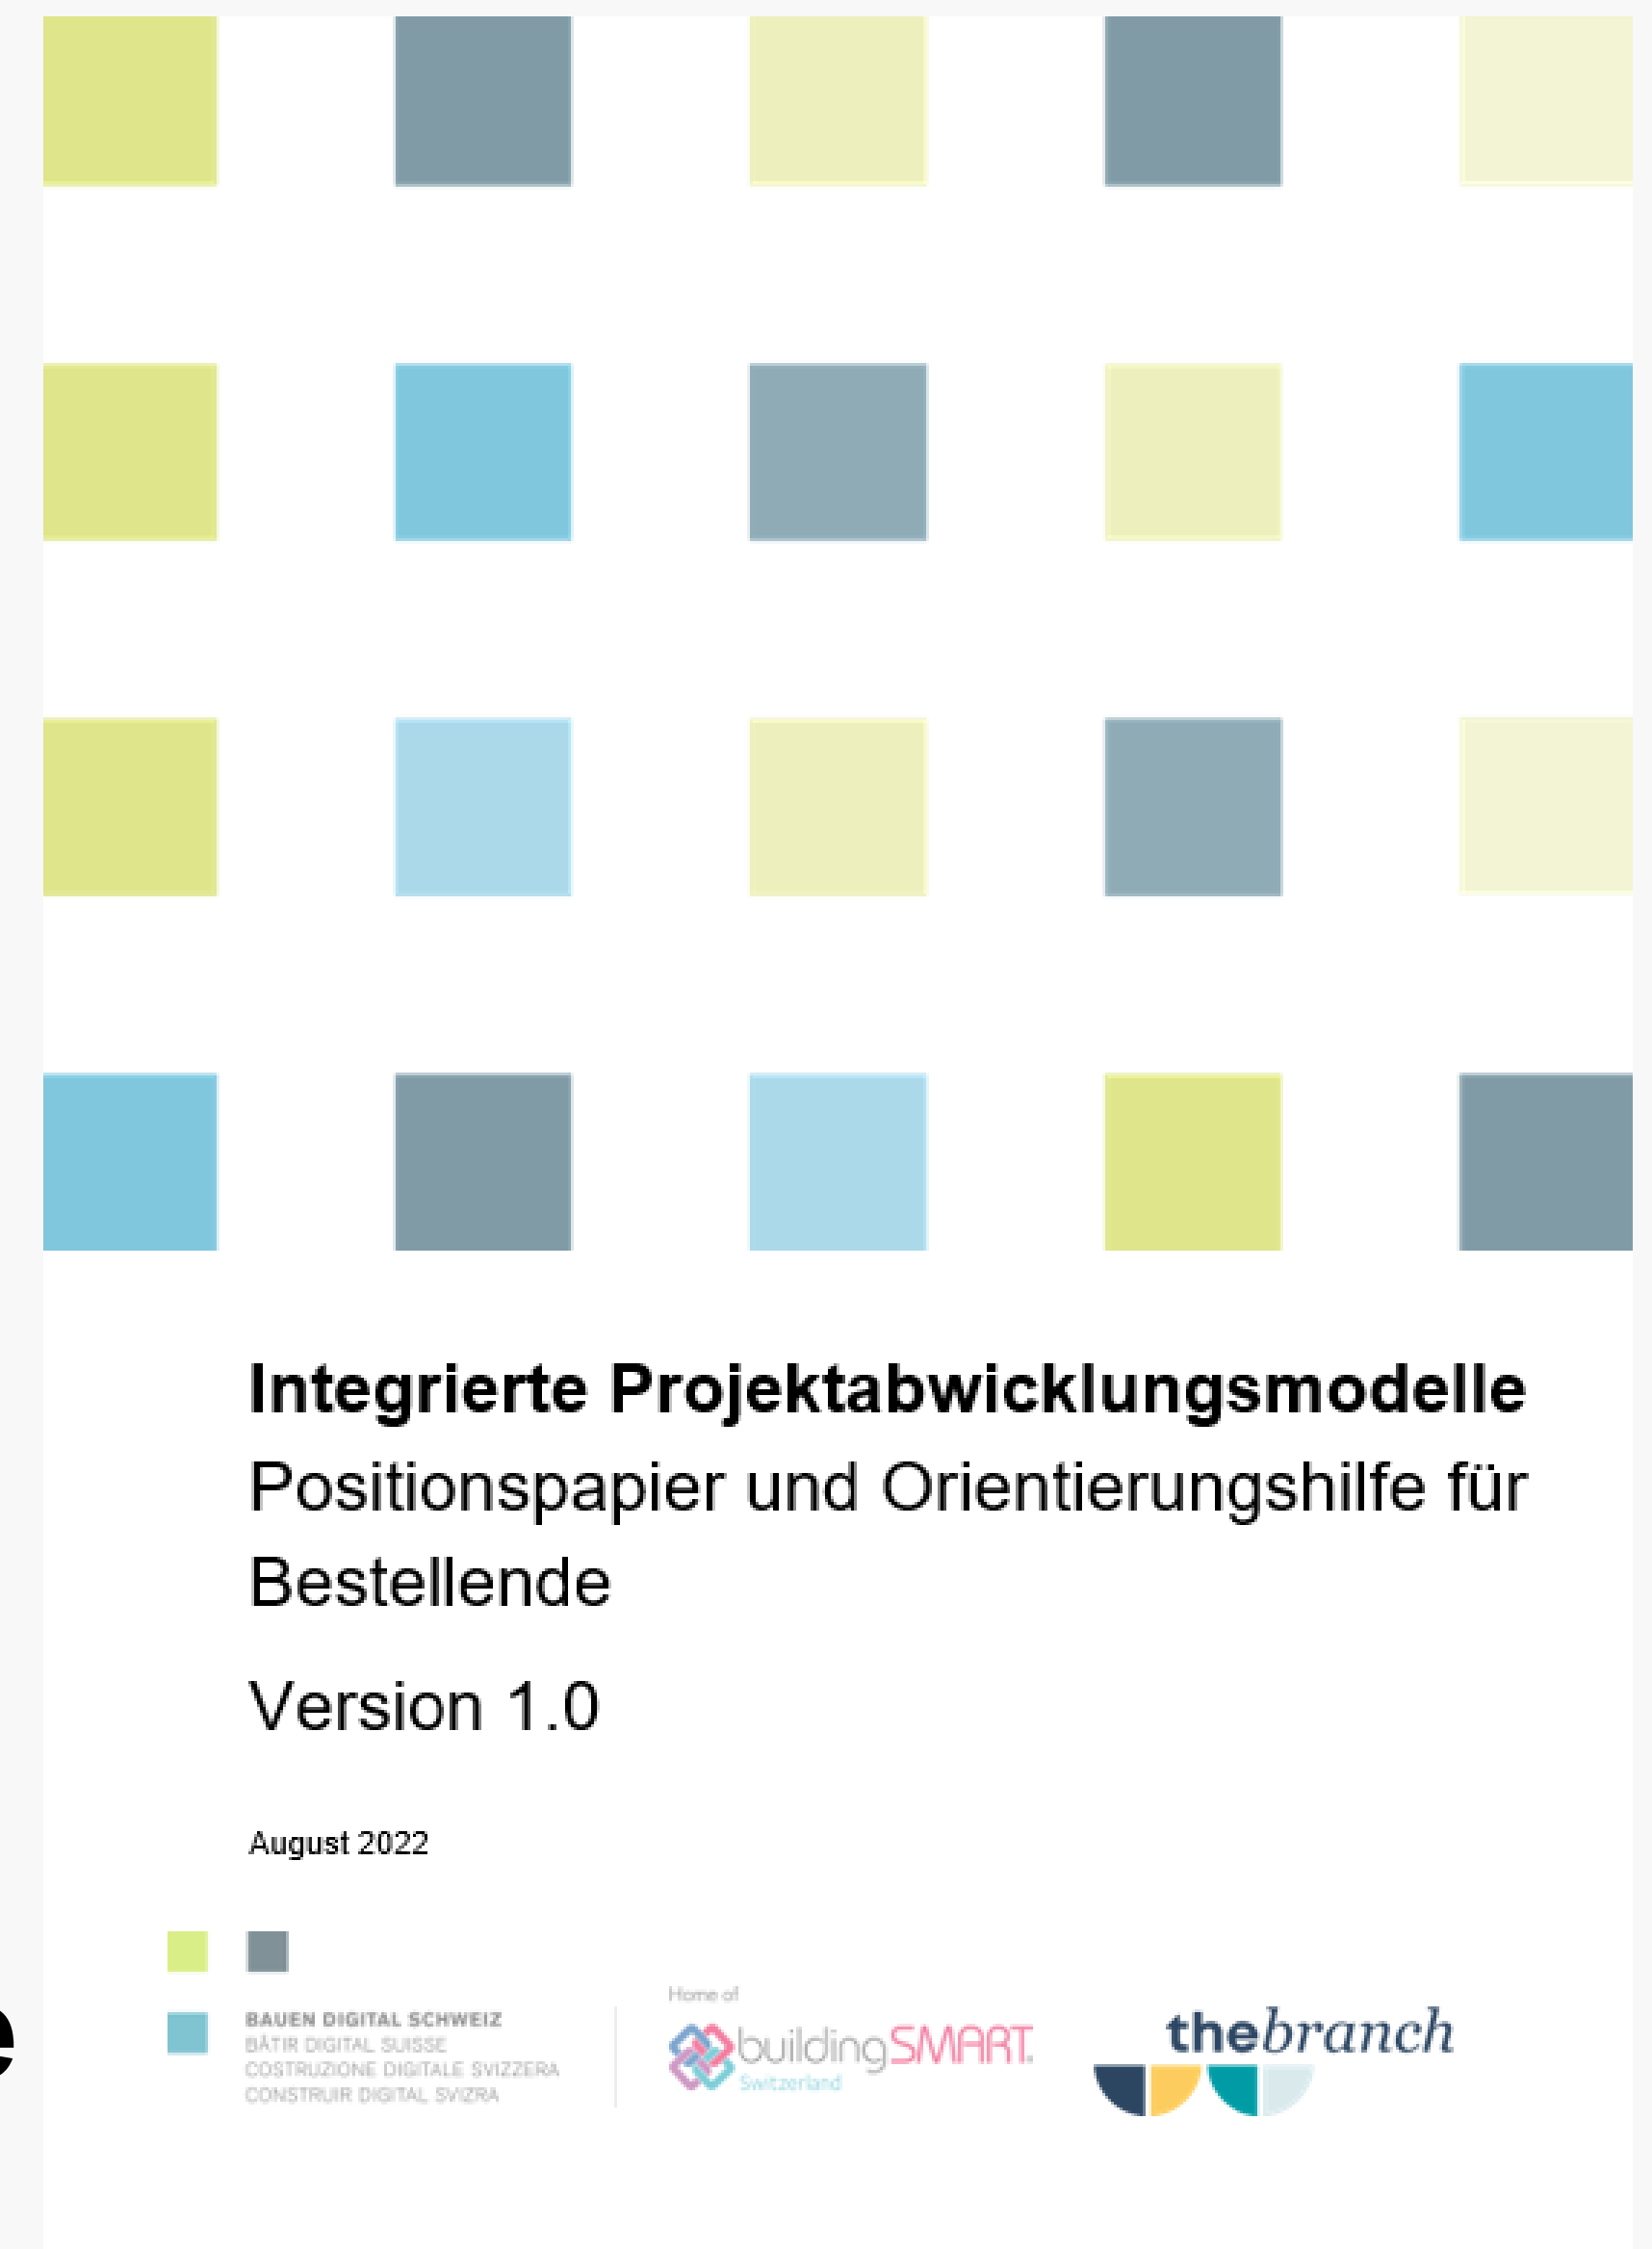 Integrierte Projektabwicklungsmodelle
Positionspapier und Orientierungshilfe für
Bestellende
Version 1.0
August 2022
BAUEN DIGITAL SCHWEIZ
BÂTIR DIGITAL SUISSE
COSTRUZIONE DIGITALE SVIZZERA
CONSTRUIR DIGITAL SVIZRA
Home of
buildingSMART.
Switzerland
thebranch
e